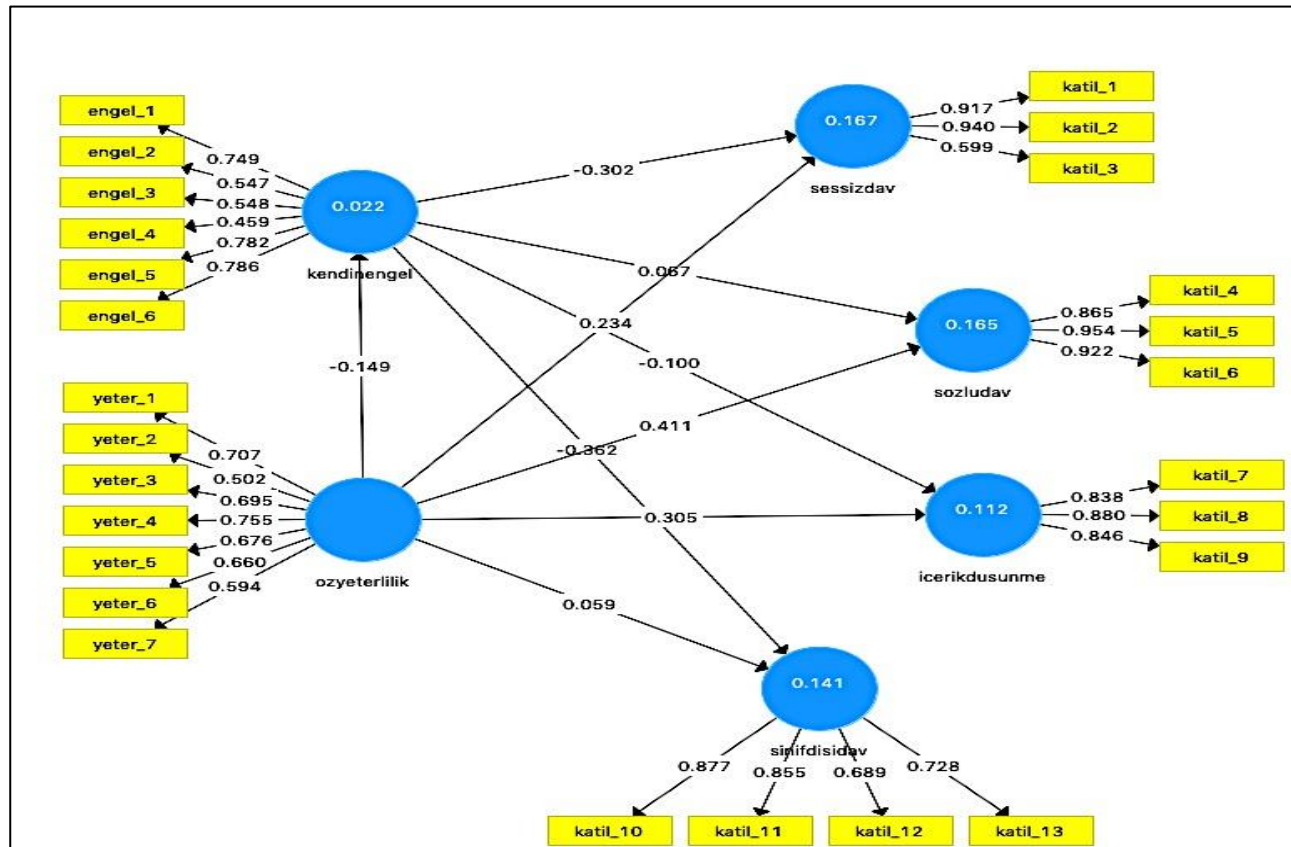 engel_1
engel_2
engel_3
engel_4
engel_5
engel_6
0.749
0.547
0.548
0.459
0.782
0.786
0.022
kendinengel
yeter_1
yeter_2
yeter_3
yeter_4
yeter_5
yeter_6
yeter_7
0.707
0.502
0.695
0.755
0.676
0.660
0.594
ozyeterlilik
-0.149
-0.302
0.067
0.234
-0.100
0.411
-0.362
0.305
0.059
0.167
sessizdav
0.917
0.940
0.599
katil_1
katil_2
katil_3
0.165
sozludav
0.865
0.954
0.922
katil_4
katil_5
katil_6
0.112
icerikdusunme
0.838
0.880
0.846
katil_7
katil_8
katil_9
0.141
sinifdisidav
0.877
0.855
0.689
0.728
katil_10
katil_11
katil_12
katil_13